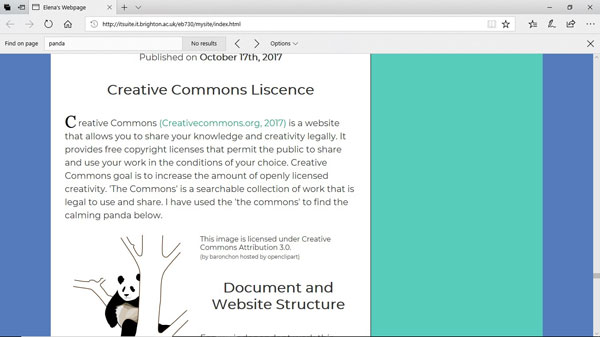 Elena's Webpage
http://itsuite.it.brighton.ac.uk/eb730/mysite/index.html
Find on page panda No results Options
Published on October 17th, 2017
Creative Commons Liscence
Creative Commons (Creativecommons.org, 2017) is a website
that allows you to share your knowledge and creativity legally. It
provides free copyright licenses that permit the public to share
and use your work in the conditions of your choice. Creative
Commons goal is to increase the amount of openly licensed
creativity. 'The Commons' is a searchable collection of work that is
legal to use and share. I have used the 'the commons' to find the
calming panda below.
This image is licensed under Creative
Commons Attribution 3.0.
(by baronchon hosted by openclipart)
Document and
Website Structure